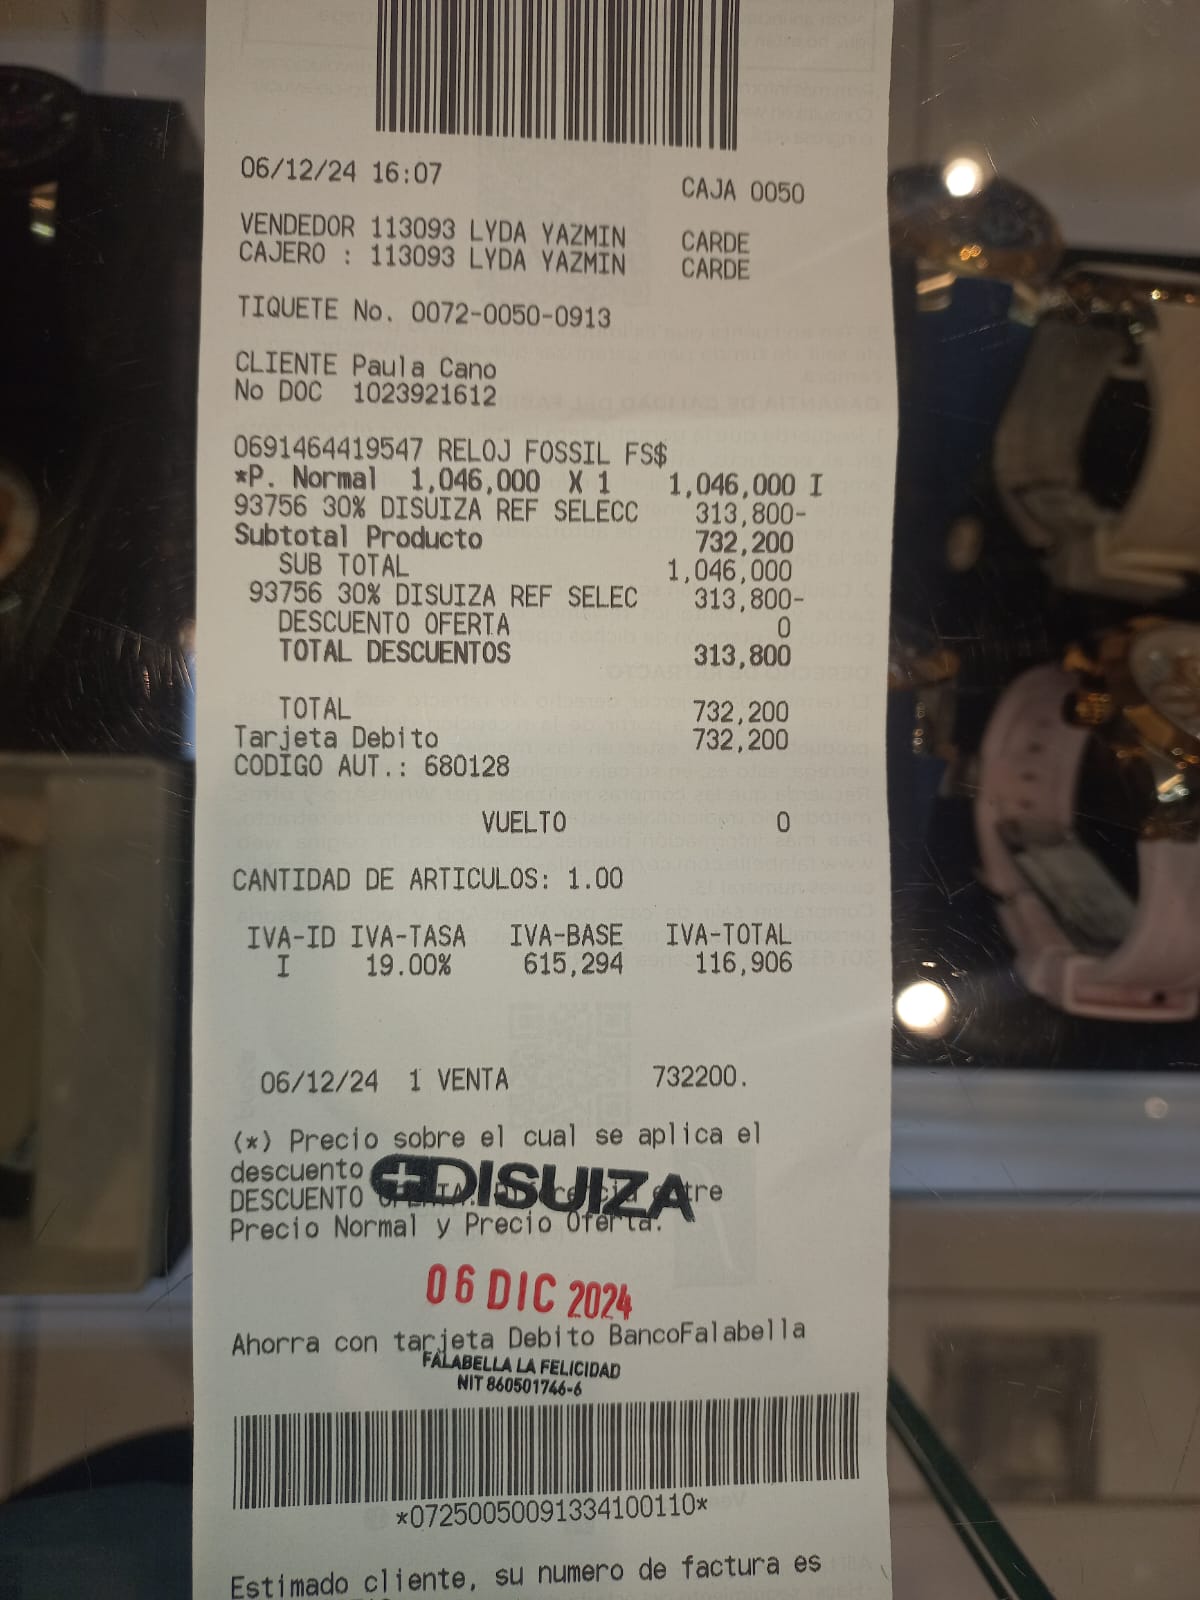 06/12/24 16:07 CAJA 0050
VENDEDOR 113093 LYDA YAZMIN CARDE
CAJERO : 113093 LYDA YAZMIN CARDE
TIQUETE No. 0072-0050-0913
CLIENTE Paula Cano
No DOC 1023921612
0691464419547 RELOJ FOSSIL FS$
*P. Normal 1,046,000 X 1 1,046,000 I
93756 30% DISUIZA REF SELECC 313,800-
Subtotal Producto 732,200
SUB TOTAL 1,046,000
93756 30% DISUIZA REF SELEC 313,800-
DESCUENTO OFERTA 0
TOTAL DESCUENTOS 313,800
TOTAL 732,200
Tarjeta Debito 732,200
CODIGO AUT.: 680128
VUELTO 0
CANTIDAD DE ARTICULOS: 1.00
IVA-ID IVA-TASA IVA-BASE IVA-TOTAL
I 19.00% 615,294 116,906
06/12/24 1 VENTA 732200.
(*) Precio sobre el cual se aplica el
descuento
DISUIZA
DESCUENTO OFERTA. entre
Precio Normal y Precio Oferta.
06 DIC 2024
Ahorra con tarjeta Debito BancoFalabella
FALABELLA LA FELICIDAD
NIT 860501746-6
*07250050091334100110*
Estimado cliente, su numero de factura es